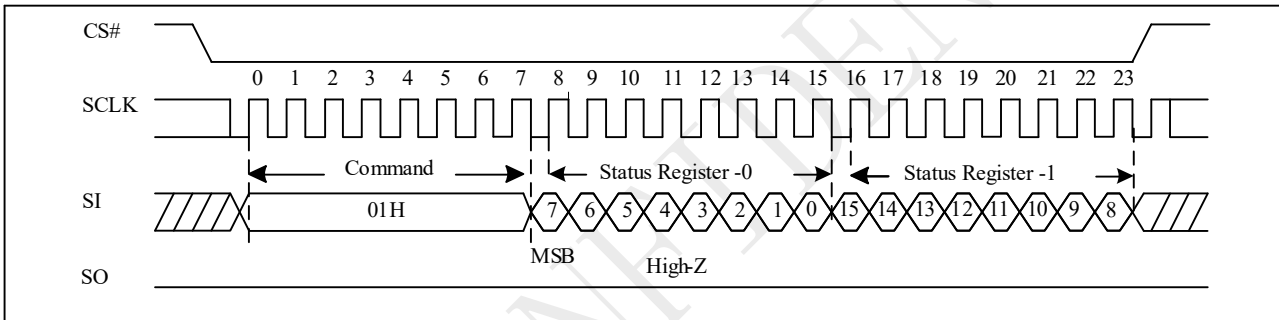 CS#
0 1 2 3 4 5 6 7 8 9 10 11 12 13 14 15 16 17 18 19 20 21 22 23
SCLK
Command Status Register -0 Status Register -1
SI 01H 7 6 5 4 3 2 1 0 15 14 13 12 11 10 9 8
MSB High-Z
SO